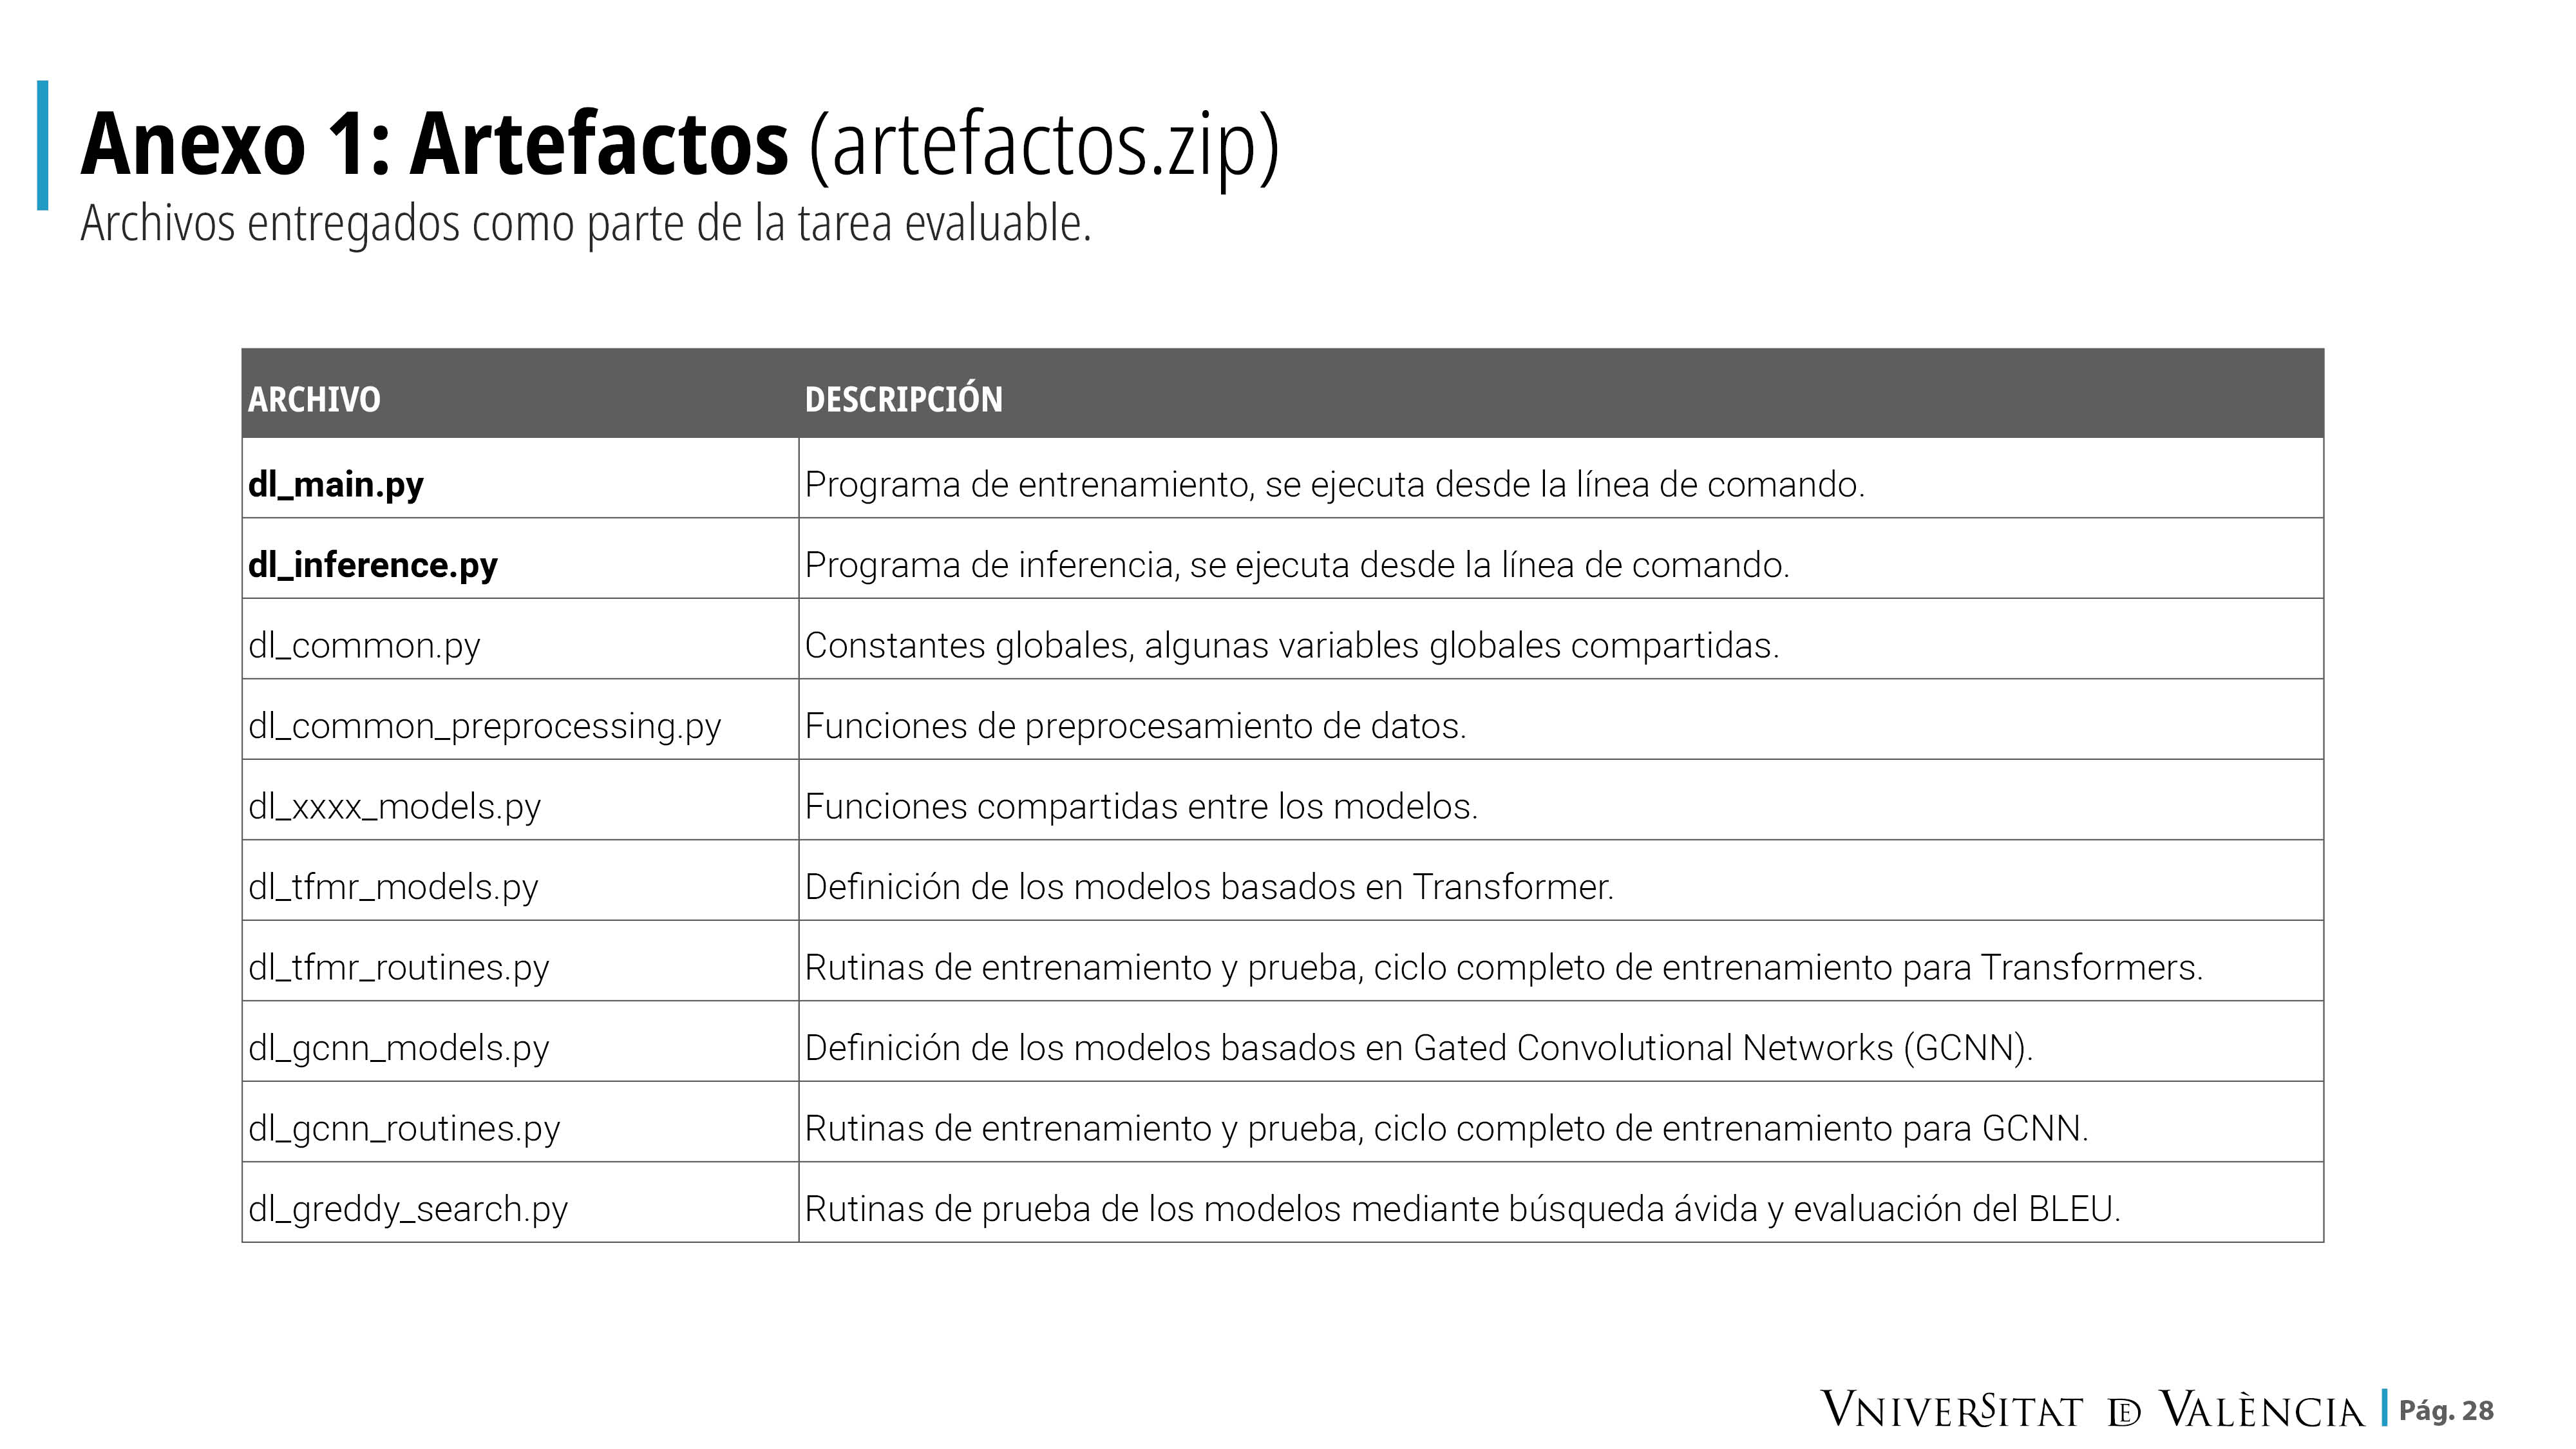 Anexo 1: Artefactos (artefactos.zip)
Archivos entregados como parte de la tarea evaluable.
ARCHIVO DESCRIPCIÓN
dl_main.py Programa de entrenamiento, se ejecuta desde la línea de comando.
dl_inference.py Programa de inferencia, se ejecuta desde la línea de comando.
dl_common.py Constantes globales, algunas variables globales compartidas.
dl_common_preprocessing.py Funciones de preprocesamiento de datos.
dl_xxxx_models.py Funciones compartidas entre los modelos.
dl_tfmr_models.py Definición de los modelos basados en Transformer.
dl_tfmr_routines.py Rutinas de entrenamiento y prueba, ciclo completo de entrenamiento para Transformers.
dl_gcnn_models.py Definición de los modelos basados en Gated Convolutional Networks (GCNN).
dl_gcnn_routines.py Rutinas de entrenamiento y prueba, ciclo completo de entrenamiento para GCNN.
dl_greddy_search.py Rutinas de prueba de los modelos mediante búsqueda ávida y evaluación del BLEU.
VNIVERSITAT DE VALÈNCIA Pág. 28